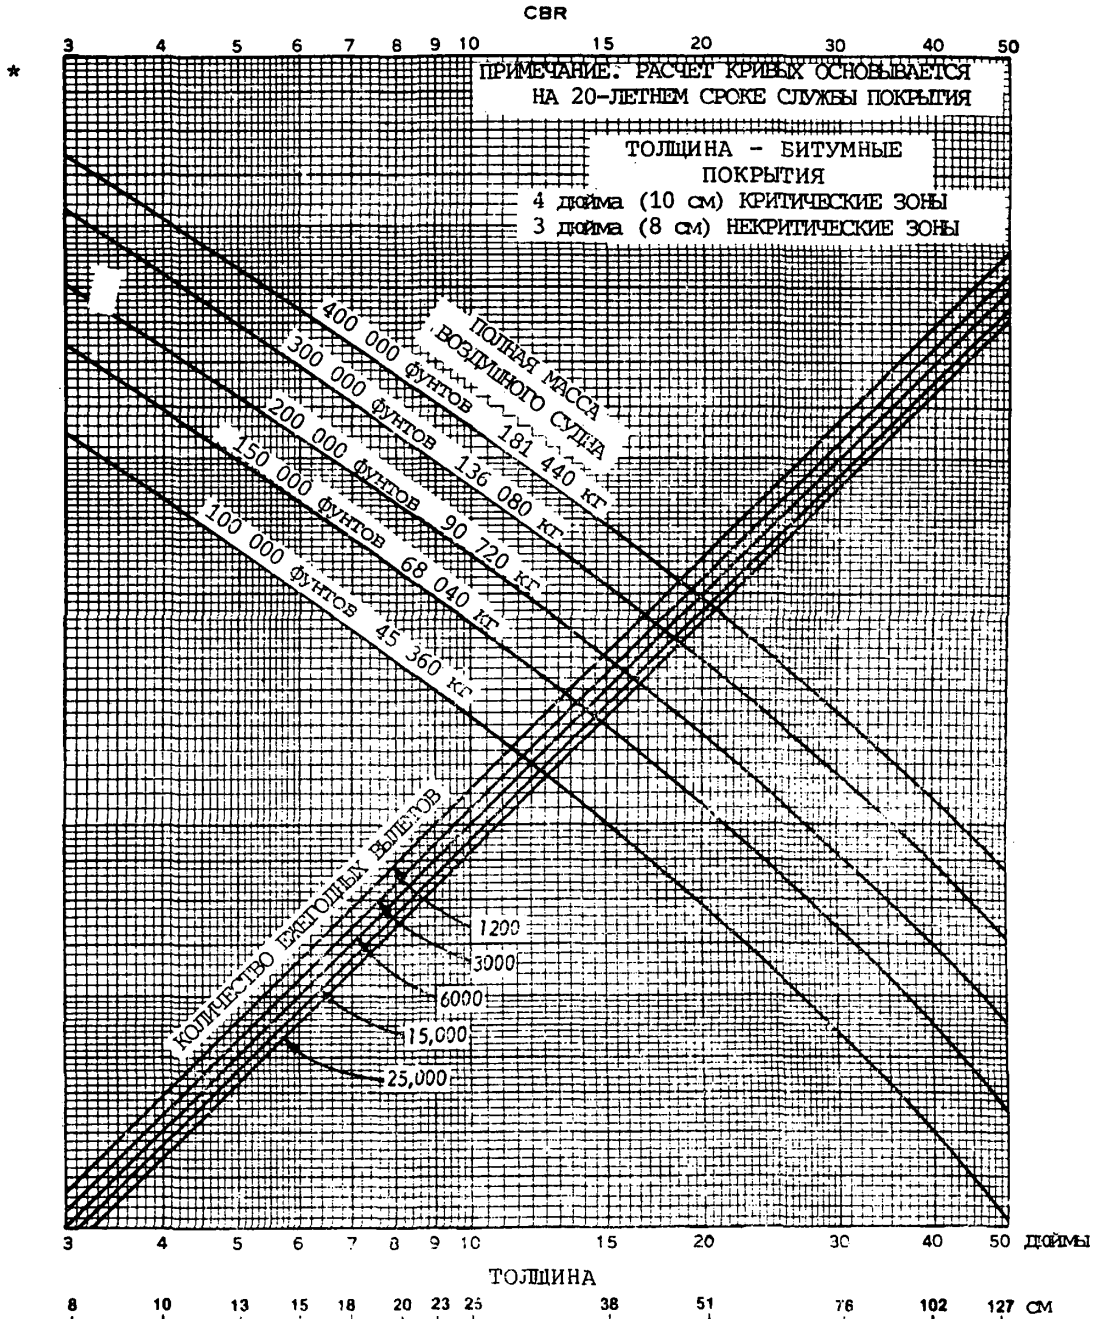 CBR
3 4 5 6 7 8 9 10 15 20 30 40 50
*
ПРИМЕЧАНИЕ: РАСЧЕТ КРИВЫХ ОСНОВЫВАЕТСЯ
НА 20-ЛЕТНЕМ СРОКЕ СЛУЖБЫ ПОКРЫТИЯ
ТОЛЩИНА - БИТУМНЫЕ
ПОКРЫТИЯ
4 дюйма (10 см) КРИТИЧЕСКИЕ ЗОНЫ
3 дюйма (8 см) НЕКРИТИЧЕСКИЕ ЗОНЫ
ПОЛНАЯ МАССА
ВОЗДУШНОГО СУДНА
400 000 фунтов 181 440 кг
300 000 фунтов 136 080 кг
200 000 фунтов 90 720 кг
150 000 фунтов 68 040 кг
100 000 фунтов 45 360 кг
КОЛИЧЕСТВО ЕЖЕГОДНЫХ ВЫЛЕТОВ
1200
3000
6000
15,000
25,000
3 4 5 6 7 8 9 10 15 20 30 40 50 дюймы
ТОЛЩИНА
8 10 13 15 18 20 23 25 38 51 76 102 127 см